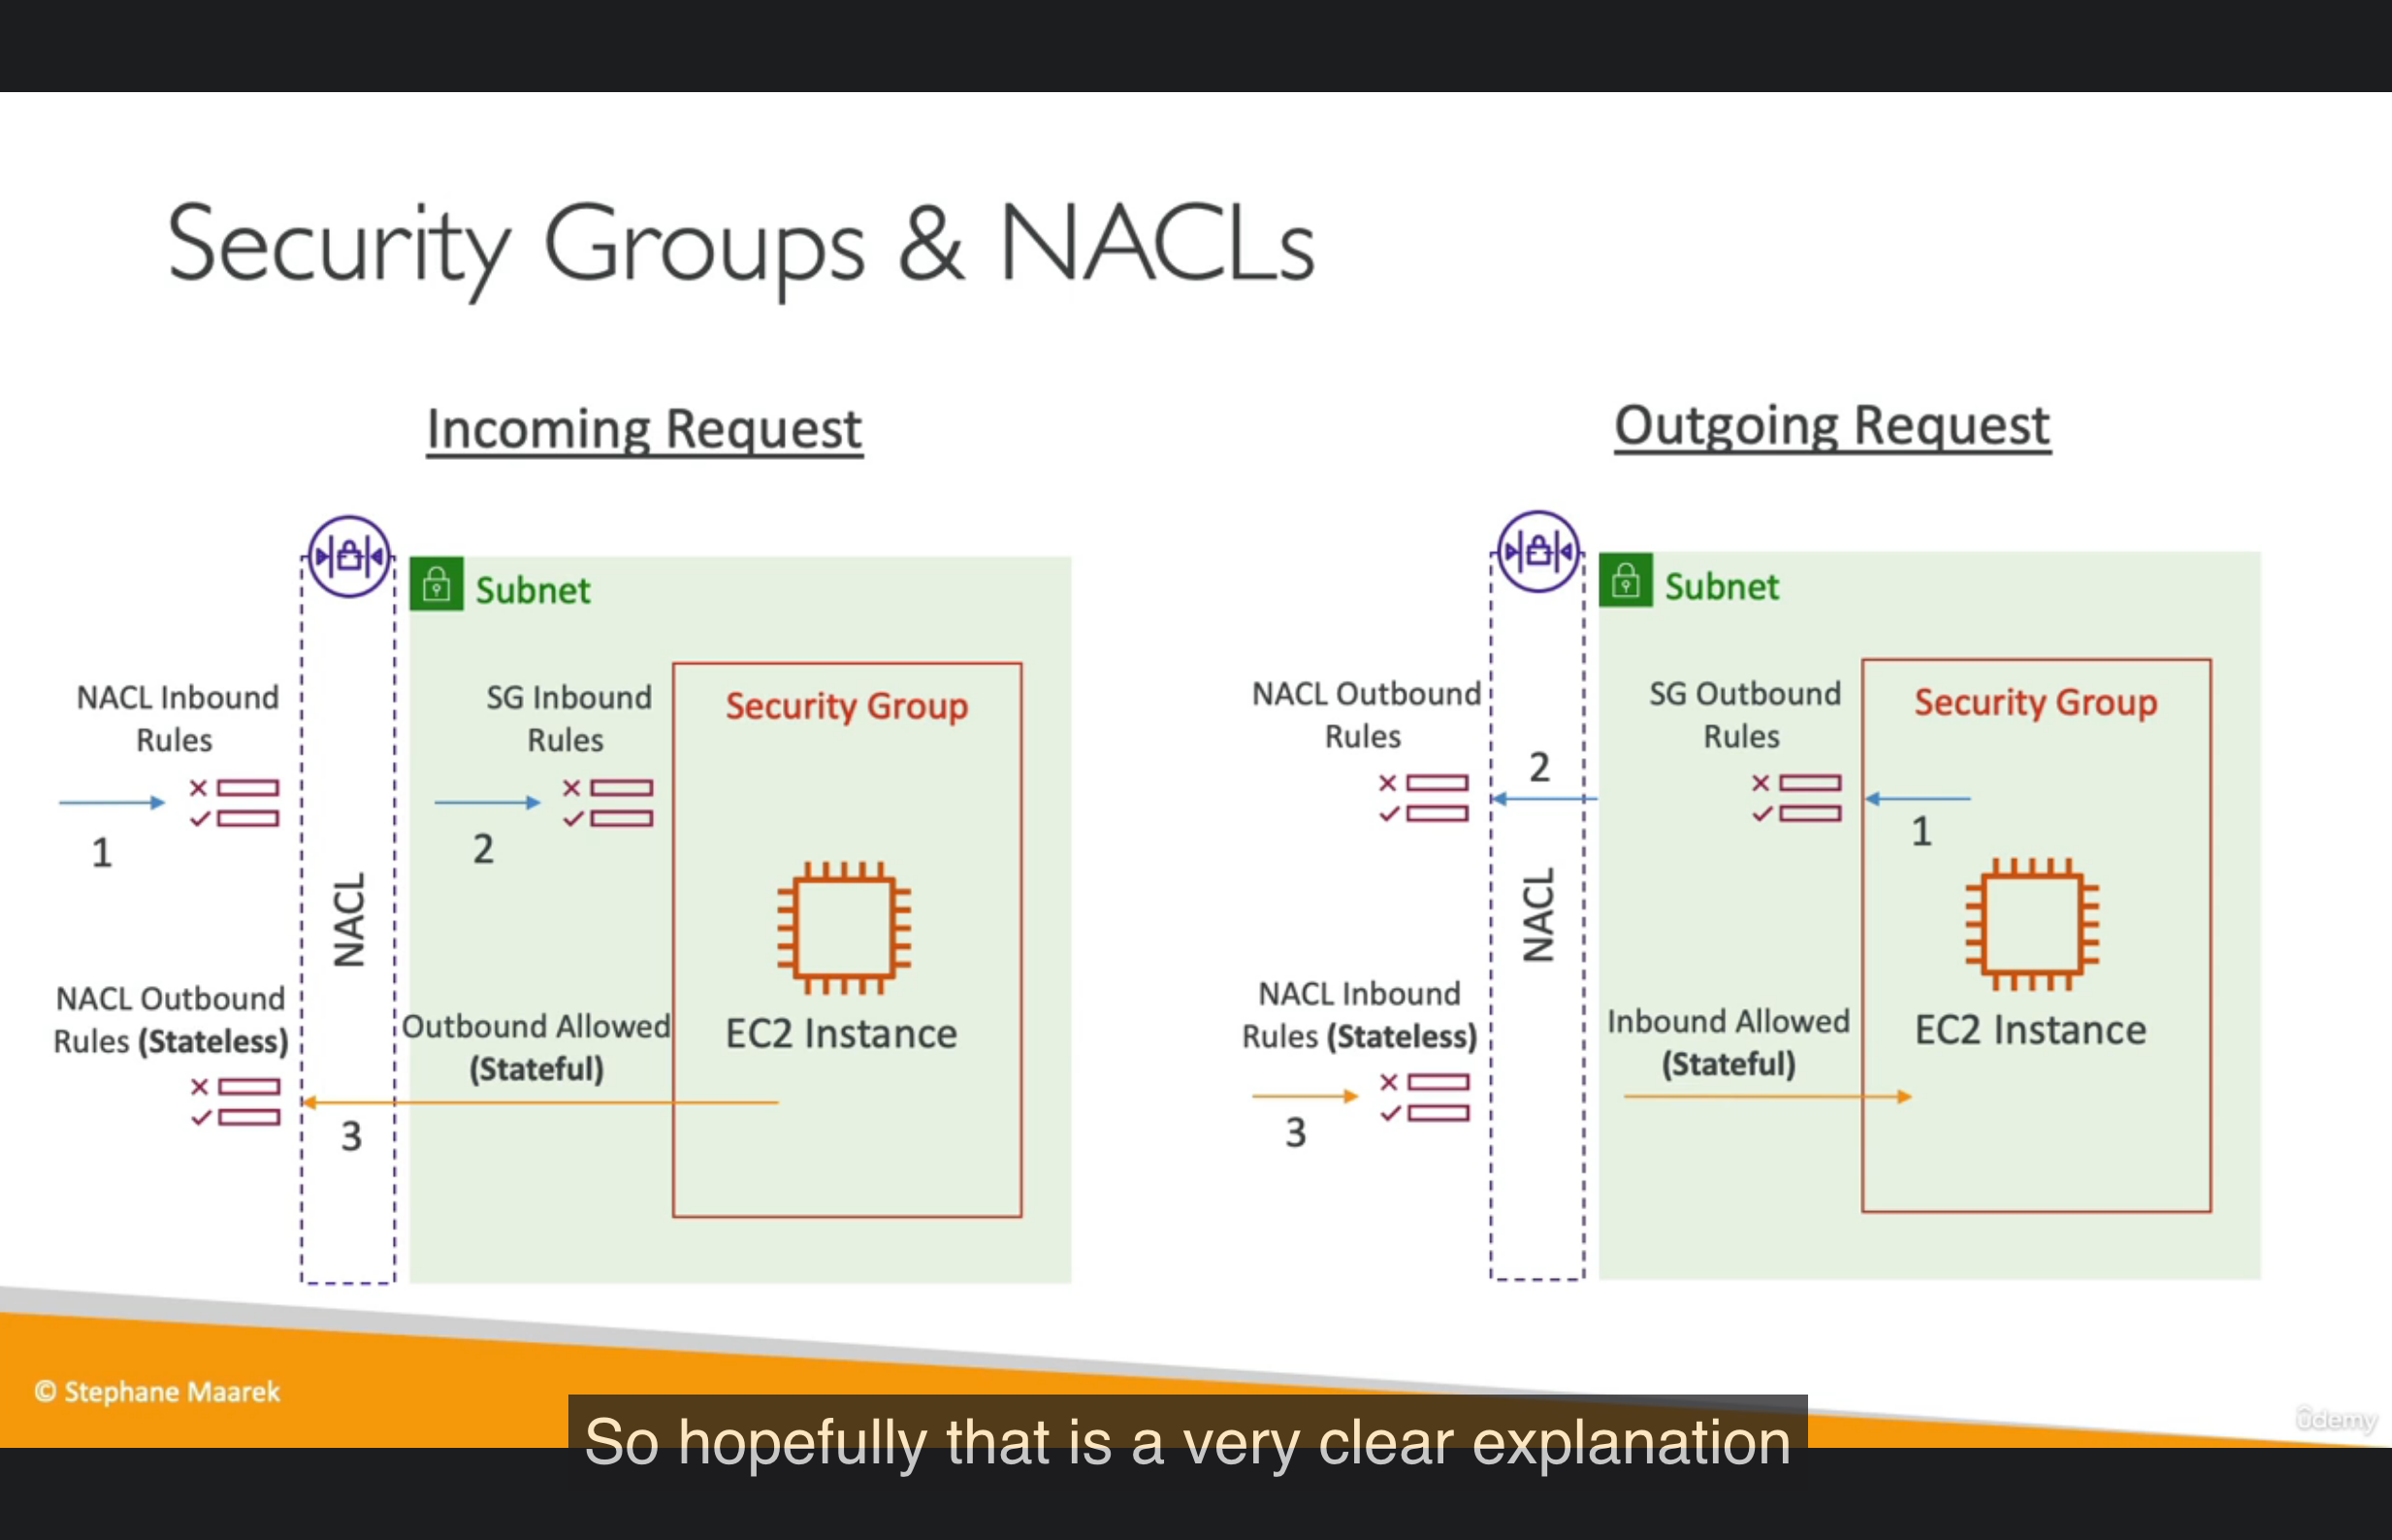 Security Groups & NACLs
Incoming Request
Subnet
NACL Inbound
Rules
1
SG Inbound
Rules
2
Security Group
NACL
NACL Outbound
Rules (Stateless)
Outbound Allowed
(Stateful)
EC2 Instance
3
Outgoing Request
Subnet
NACL Outbound
Rules
2
SG Outbound
Rules
Security Group
1
NACL
NACL Inbound
Rules (Stateless)
3
Inbound Allowed
(Stateful)
EC2 Instance
© Stephane Maarek
So hopefully that is a very clear explanation
ûdemy